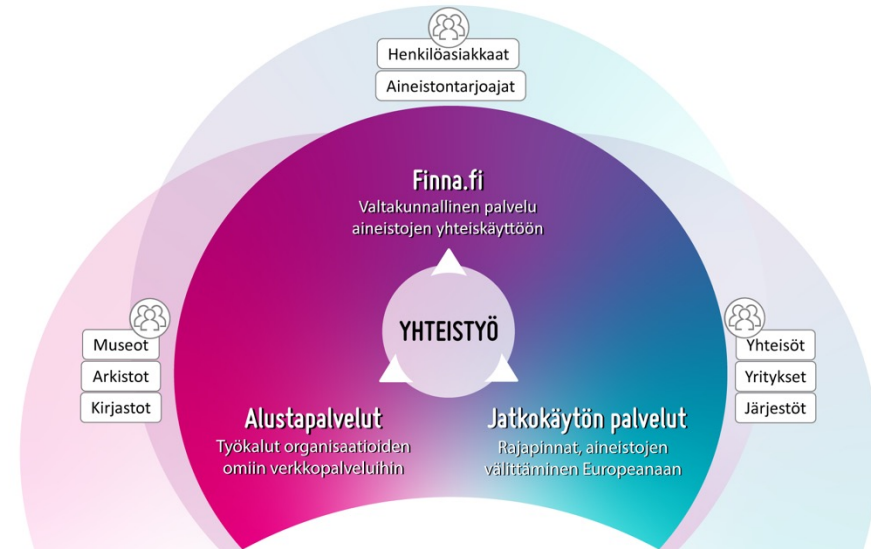 Henkilöasiakkaat
Aineistontarjoajat
Finna.fi
Valtakunnallinen palvelu
aineistojen yhteiskäyttöön
YHTEISTYÖ
Museot
Arkistot
Kirjastot
Yhteisöt
Yritykset
Järjestöt
Alustapalvelut
Työkalut organisaatioiden
omiin verkkopalveluihin
Jatkokäytön palvelut
Rajapinnat, aineistojen
välittäminen Europeanaan